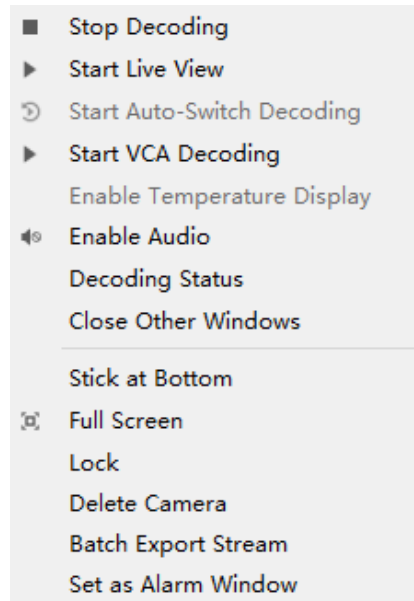 Stop Decoding
Start Live View
Start Auto-Switch Decoding
Start VCA Decoding
Enable Temperature Display
Enable Audio
Decoding Status
Close Other Windows
Stick at Bottom
Full Screen
Lock
Delete Camera
Batch Export Stream
Set as Alarm Window